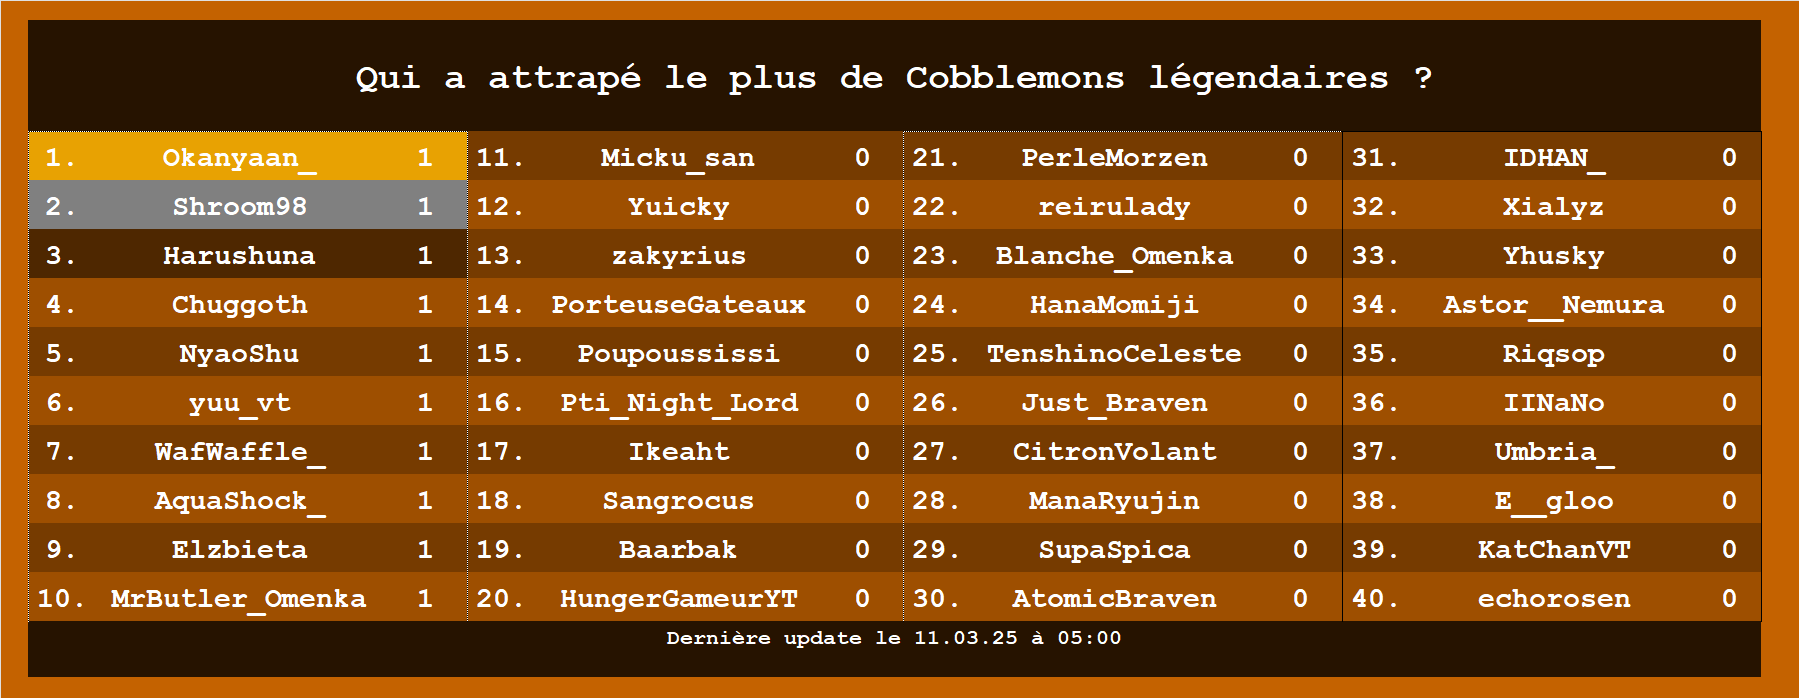 Qui a attrapé le plus de Cobblemons légendaires ?
1. Okanyaan_ 1 11. Micku_san 0 21. PerleMorzen 0 31. IDHAN_ 0
2. Shroom98 1 12. Yuicky 0 22. reirulady 0 32. Xialyz 0
3. Harushuna 1 13. zakyrius 0 23. Blanche_Omenka 0 33. Yhusky 0
4. Chuggoth 1 14. PorteuseGateaux 0 24. HanaMomiji 0 34. Astor__Nemura 0
5. NyaoShu 1 15. Poupoussissi 0 25. TenshinoCeleste 0 35. Riqsop 0
6. yuu_vt 1 16. Pti_Night_Lord 0 26. Just_Braven 0 36. IINaNo 0
7. WafWaffle_ 1 17. Ikeaht 0 27. CitronVolant 0 37. Umbria_ 0
8. AquaShock_ 1 18. Sangrocus 0 28. ManaRyujin 0 38. E__gloo 0
9. Elzbieta 1 19. Baarbak 0 29. SupaSpica 0 39. KatChanVT 0
10. MrButler_Omenka 1 20. HungerGameurYT 0 30. AtomicBraven 0 40. echorosen 0
Dernière update le 11.03.25 à 05:00